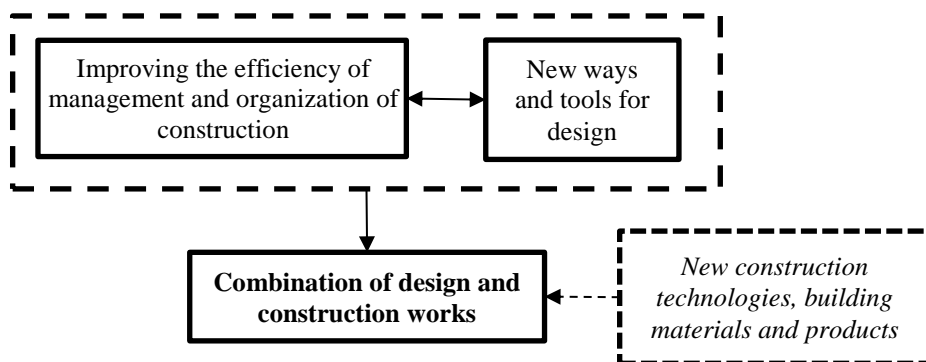 Improving the efficiency of
management and organization of
construction
New ways
and tools for
design
Combination of design and
construction works
New construction
technologies, building
materials and products